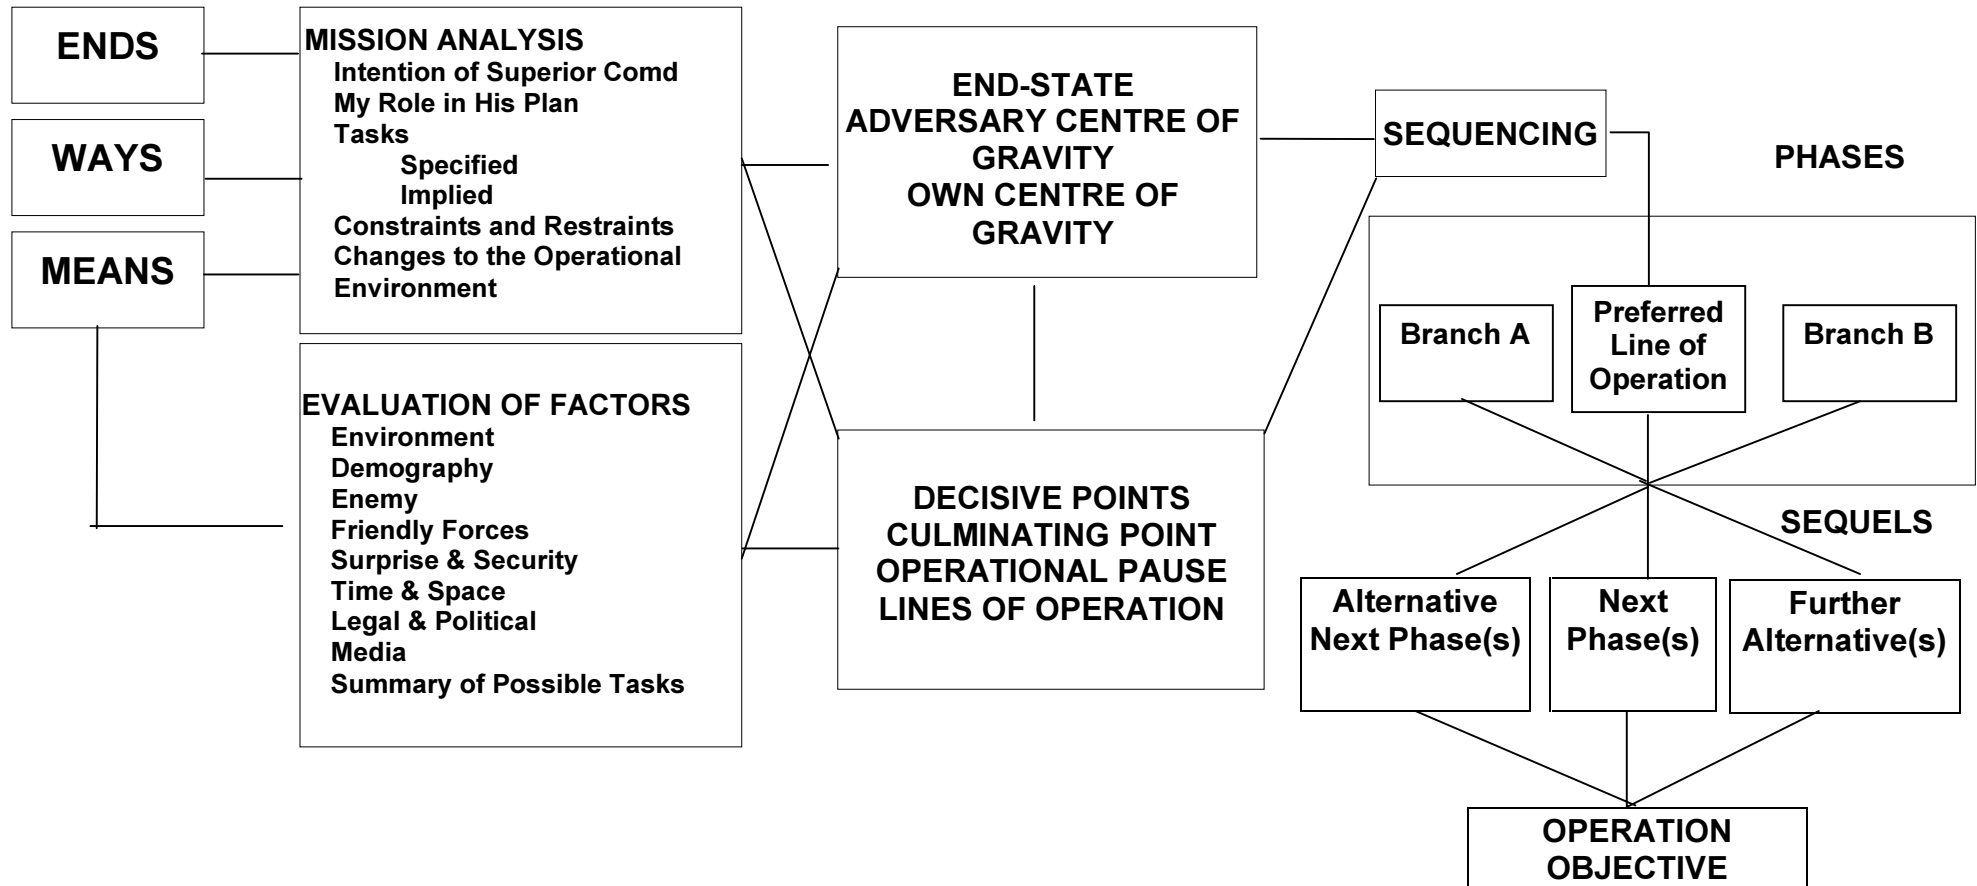 ENDS
WAYS
MEANS
MISSION ANALYSIS
Intention of Superior Comd
My Role in His Plan
Tasks
Specified
Implied
Constraints and Restraints
Changes to the Operational
Environment
EVALUATION OF FACTORS
Environment
Demography
Enemy
Friendly Forces
Surprise & Security
Time & Space
Legal & Political
Media
Summary of Possible Tasks
END-STATE
ADVERSARY CENTRE OF
GRAVITY
OWN CENTRE OF
GRAVITY
DECISIVE POINTS
CULMINATING POINT
OPERATIONAL PAUSE
LINES OF OPERATION
SEQUENCING
PHASES
Branch A
Preferred
Line of
Operation
Branch B
SEQUELS
Alternative
Next Phase(s)
Next
Phase(s)
Further
Alternative(s)
OPERATION
OBJECTIVE